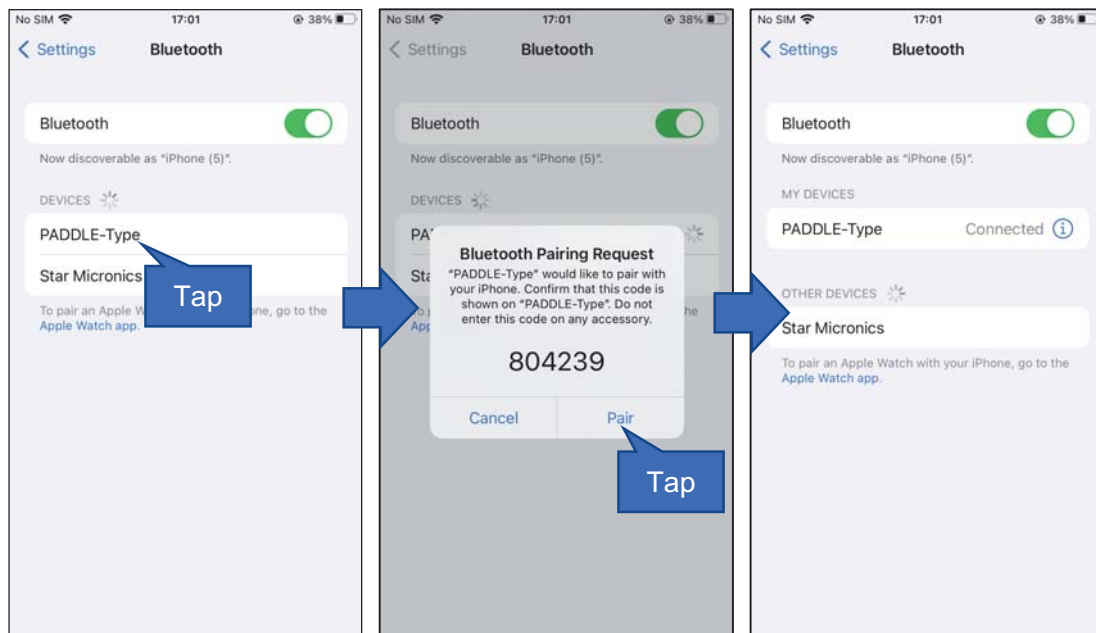 No SIM 17:01 38%
Settings Bluetooth
Bluetooth
Now discoverable as "iPhone (5)".
DEVICES
PADDLE-Type
Star Micronics
Tap
To pair an Apple W ne, go to the
Apple Watch app.
No SIM 17:01 38%
Settings Bluetooth
Bluetooth
Now discoverable as "iPhone (5)".
DEVICES
PA
Sta
he
App
Bluetooth Pairing Request
"PADDLE-Type" would like to pair with
your iPhone. Confirm that this code is
shown on "PADDLE-Type". Do not
enter this code on any accessory.
804239
Cancel Pair
Tap
No SIM 17:01 38%
Settings Bluetooth
Bluetooth
Now discoverable as "iPhone (5)".
MY DEVICES
PADDLE-Type Connected
OTHER DEVICES
Star Micronics
To pair an Apple Watch with your iPhone, go to the
Apple Watch app.